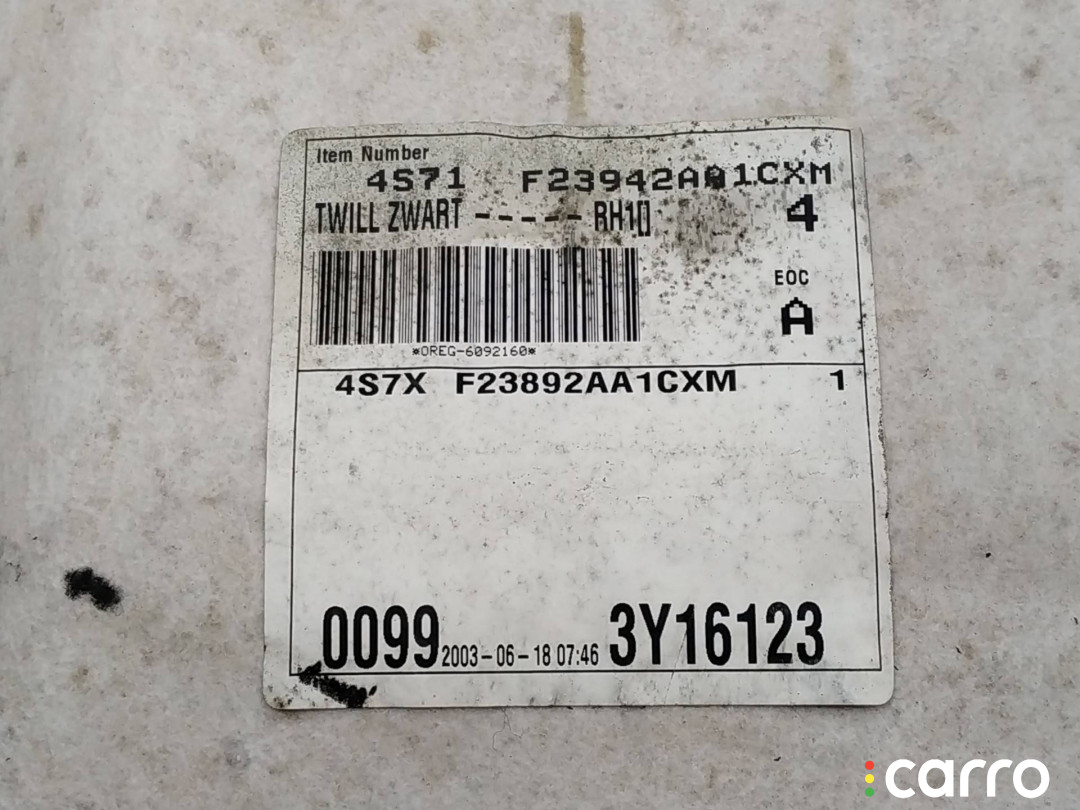 Item Number
4S71 F23942AA1CXM
TWILL ZWART ----- RH1[]
4
EOC
A
*OREG-6092160*
4S7X F23892AA1CXM 1
0099 2003-06-18 07:46 3Y16123
carro